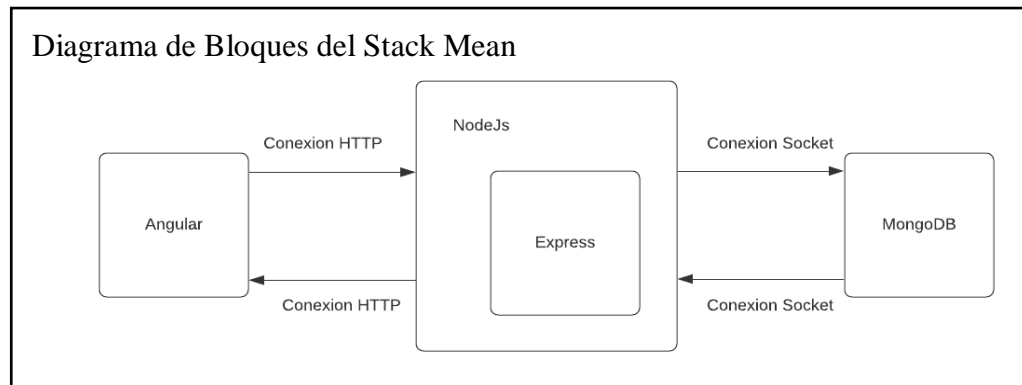 Diagrama de Bloques del Stack Mean
NodeJs
Conexion HTTP
Conexion Socket
Angular
Express
MongoDB
Conexion HTTP
Conexion Socket